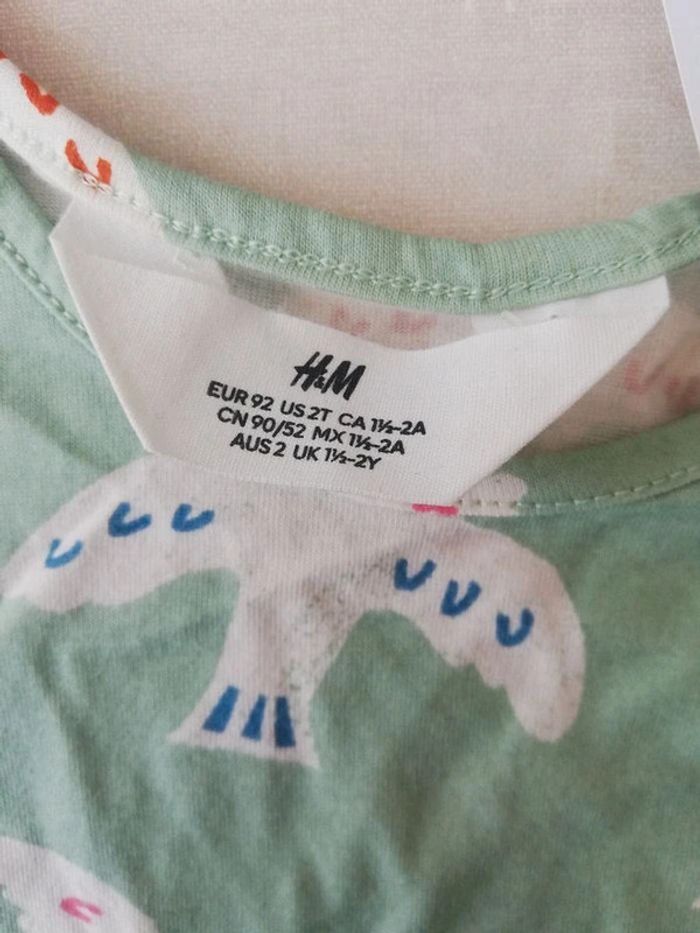 H&M
EUR 92 US 2T CA 1½-2A
CN 90/52 MX 1½-2A
AUS 2 UK 1½-2Y